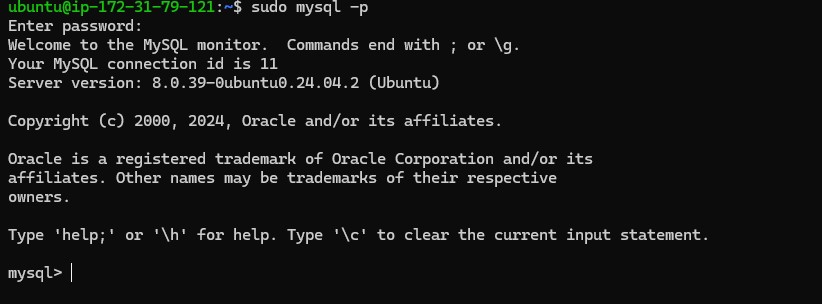 ubuntu@ip-172-31-79-121:~$ sudo mysql -p
Enter password:
Welcome to the MySQL monitor.  Commands end with ; or \g.
Your MySQL connection id is 11
Server version: 8.0.39-0ubuntu0.24.04.2 (Ubuntu)
Copyright (c) 2000, 2024, Oracle and/or its affiliates.
Oracle is a registered trademark of Oracle Corporation and/or its
affiliates. Other names may be trademarks of their respective
owners.
Type 'help;' or '\h' for help. Type '\c' to clear the current input statement.
mysql>